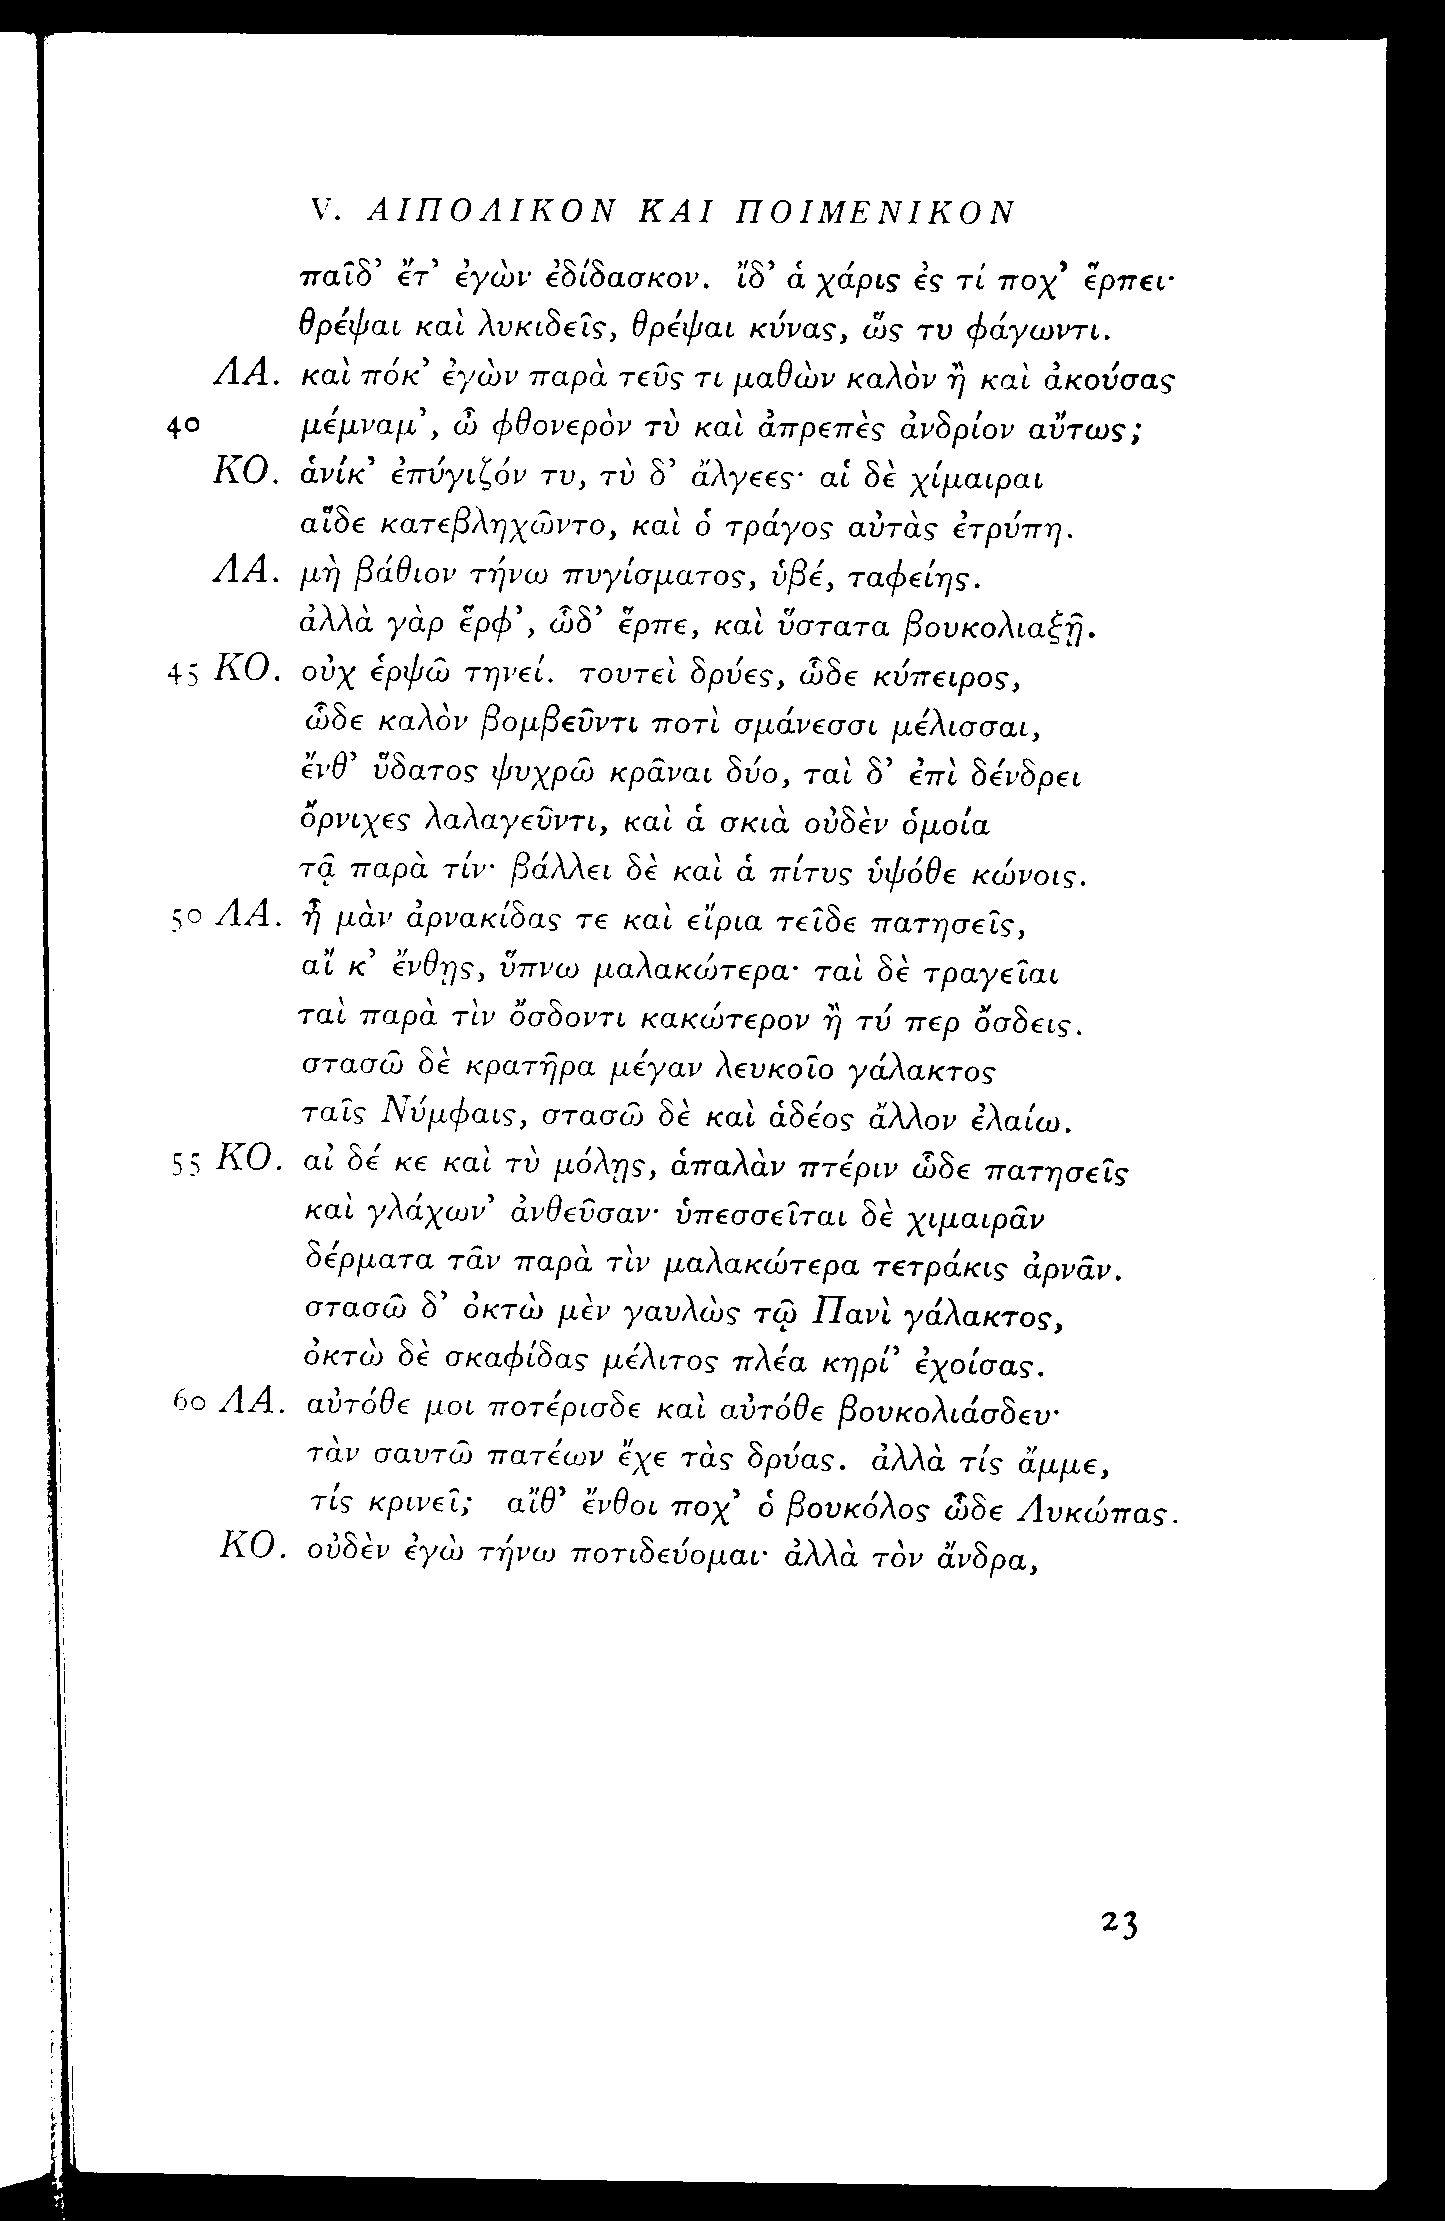 V. ΑΙΠΟΛΙΚΟΝ ΚΑΙ ΠΟΙΜΕΝΙΚΟΝ
παῖδ’ ἔτ’ ἐγὼν ἐδίδασκον. ἴδ’ ἁ χάρις ἐς τί ποχ’ ἕρπει·
θρέψαι καὶ λυκιδεῖς, θρέψαι κύνας, ὥς τυ φάγωντι.
ΛΑ. καὶ πόκ’ ἐγὼν παρὰ τεῦς τι μαθὼν καλὸν ἢ καὶ ἀκούσας
40 μέμναμ’, ὦ φθονερὸν τὺ καὶ ἀπρεπὲς ἀνδρίον αὔτως;
ΚΟ. ἁνίκ’ ἐπύγιζόν τυ, τὺ δ’ ἄλγεες· αἱ δὲ χίμαιραι
αἵδε κατεβληχῶντο, καὶ ὁ τράγος αὐτὰς ἐτρύπη.
ΛΑ. μὴ βάθιον τήνω πυγίσματος, ὑβέ, ταφείης.
ἀλλὰ γὰρ ἕρφ’, ὧδ’ ἕρπε, καὶ ὕστατα βουκολιαξῇ.
45 ΚΟ. οὐχ ἑρψῶ τηνεί. τουτεὶ δρύες, ὧδε κύπειρος,
ὧδε καλὸν βομβεῦντι ποτὶ σμάνεσσι μέλισσαι,
ἔνθ’ ὕδατος ψυχρῶ κρᾶναι δύο, ταὶ δ’ ἐπὶ δένδρει
ὄρνιχες λαλαγεῦντι, καὶ ἁ σκιὰ οὐδὲν ὁμοία
τᾷ παρὰ τίν· βάλλει δὲ καὶ ἁ πίτυς ὑψόθε κώνοις.
50 ΛΑ. ἦ μὰν ἀρνακίδας τε καὶ εἴρια τεῖδε πατησεῖς,
αἴ κ’ ἔνθῃς, ὕπνω μαλακώτερα· ταὶ δὲ τραγεῖαι
ταὶ παρὰ τὶν ὄσδοντι κακώτερον ἢ τύ περ ὄσδεις.
στασῶ δὲ κρατῆρα μέγαν λευκοῖο γάλακτος
ταῖς Νύμφαις, στασῶ δὲ καὶ ἁδέος ἄλλον ἐλαίω.
55 ΚΟ. αἰ δέ κε καὶ τὺ μόλῃς, ἁπαλὰν πτέριν ὧδε πατησεῖς
καὶ γλάχων’ ἀνθεῦσαν· ὑπεσσεῖται δὲ χιμαιρᾶν
δέρματα τᾶν παρὰ τὶν μαλακώτερα τετράκις ἀρνᾶν.
στασῶ δ’ ὀκτὼ μὲν γαυλὼς τῷ Πανὶ γάλακτος,
ὀκτὼ δὲ σκαφίδας μέλιτος πλέα κηρί’ ἐχοίσας.
60 ΛΑ. αὐτόθε μοι ποτέρισδε καὶ αὐτόθε βουκολιάσδευ·
τὰν σαυτῶ πατέων ἔχε τὰς δρύας. ἀλλὰ τίς ἄμμε,
τίς κρινεῖ; αἴθ’ ἔνθοι ποχ’ ὁ βουκόλος ὧδε Λυκώπας.
ΚΟ. οὐδὲν ἐγὼ τήνω ποτιδεύομαι· ἀλλὰ τὸν ἄνδρα,
23